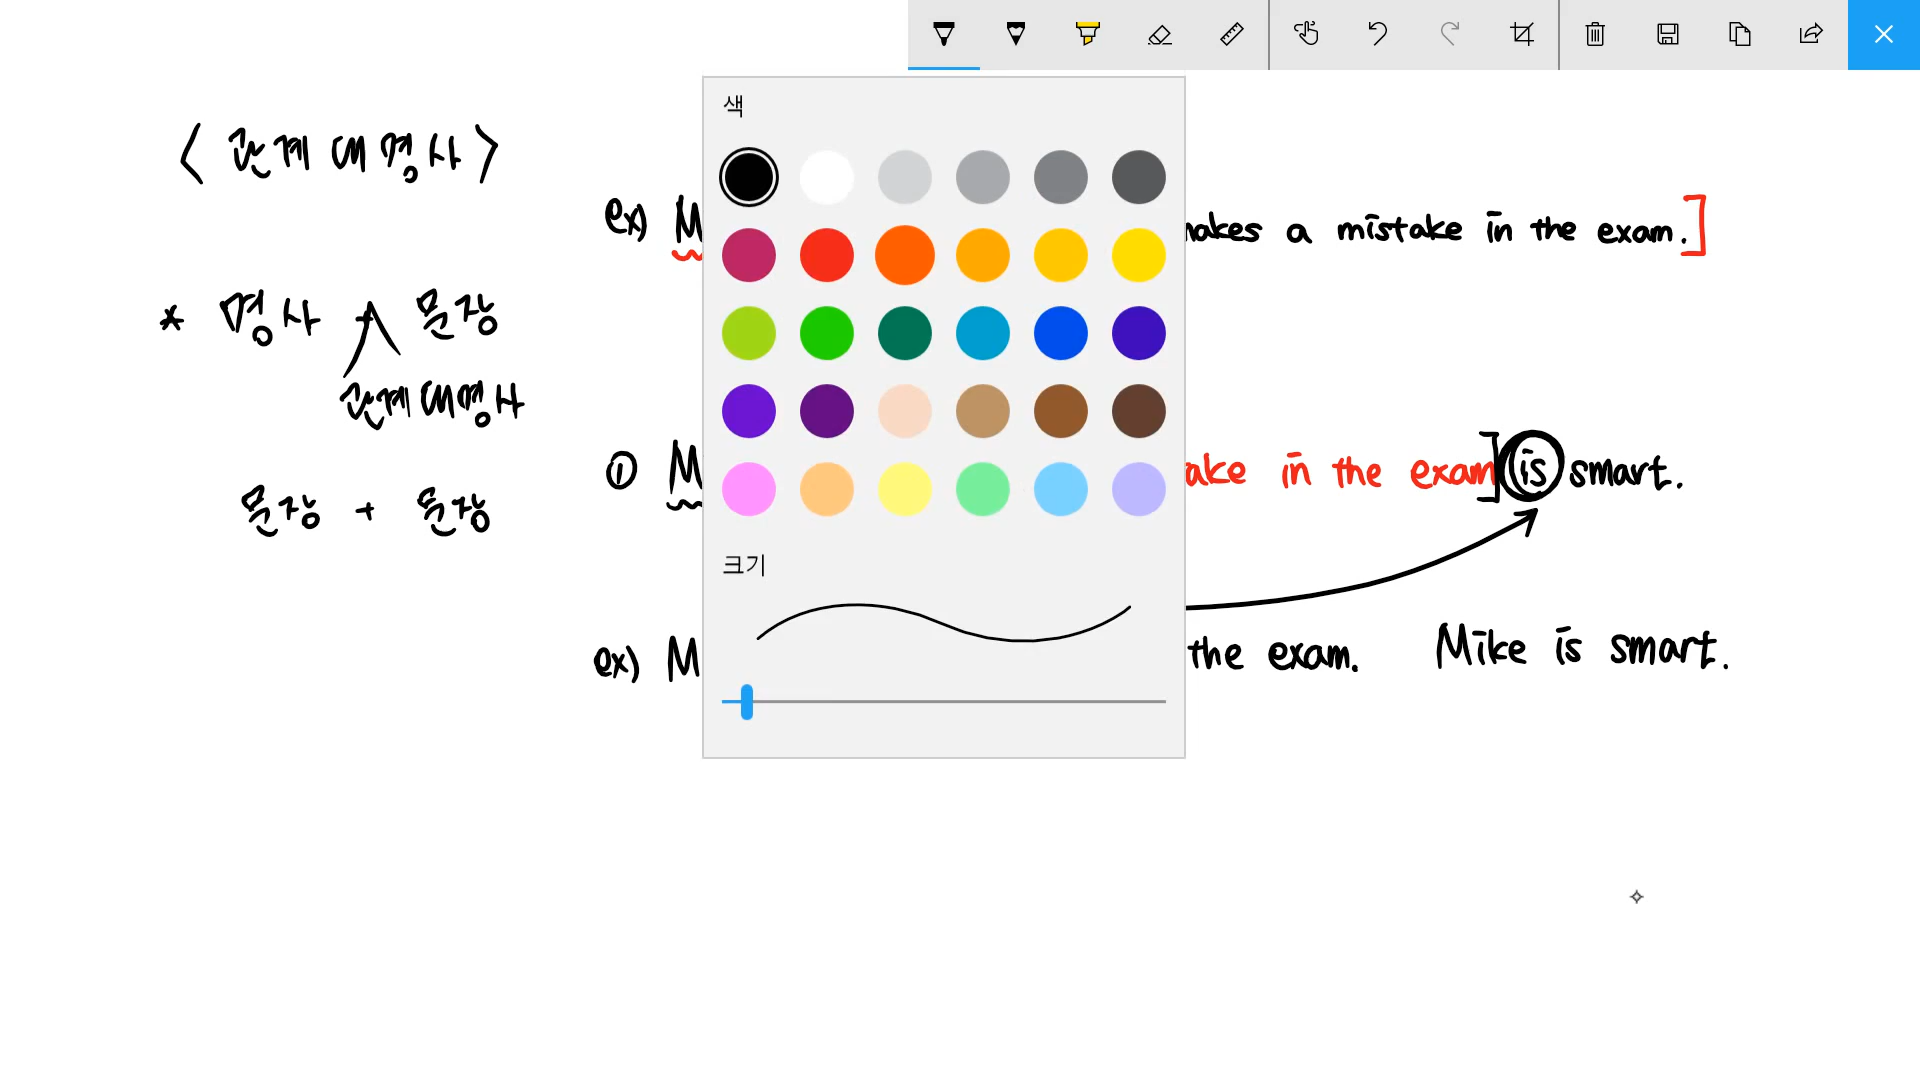 색
<관계대명사>
ex) M
makes a mistake in the exam.]
* 명사 + 문장
관계대명사
① M
ake in the exam] is smart.
문장 + 문장
크기
ex) M
the exam. Mike is smart.